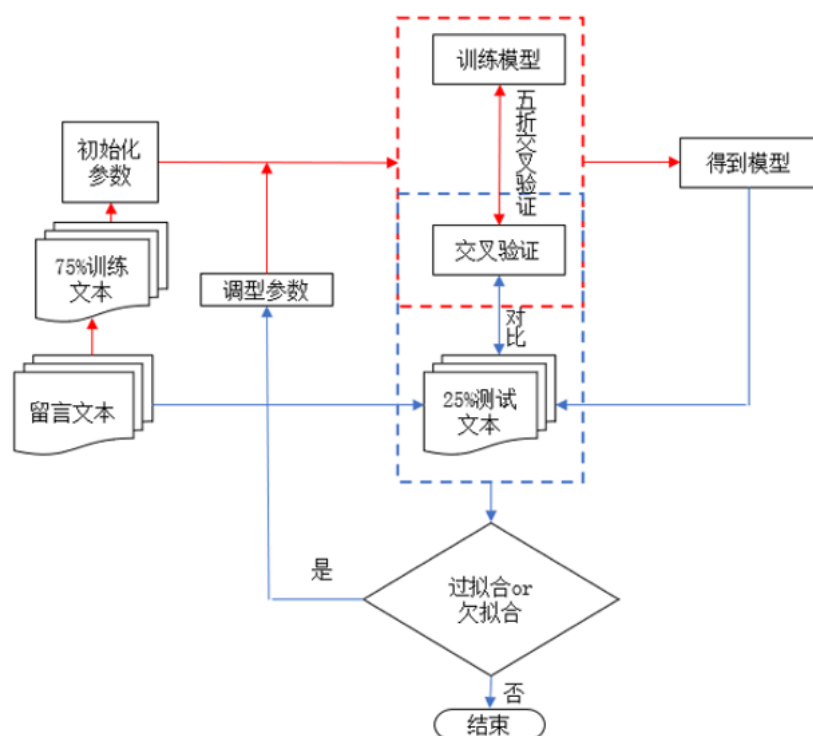 训练模型
五折交叉验证
初始化
参数
得到模型
75%训练
文本
调型参数
交叉验证
对比
留言文本
25%测试
文本
是
过拟合or
欠拟合
否
结束